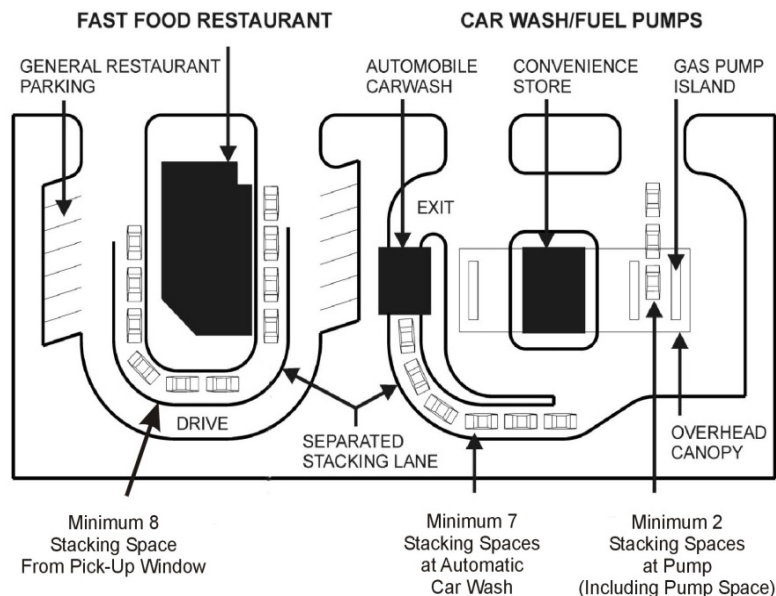 FAST FOOD RESTAURANT
CAR WASH/FUEL PUMPS
GENERAL RESTAURANT
PARKING
AUTOMOBILE
CARWASH
CONVENIENCE
STORE
GAS PUMP
ISLAND
EXIT
DRIVE
SEPARATED
STACKING LANE
OVERHEAD
CANOPY
Minimum 8
Stacking Space
From Pick-Up Window
Minimum 7
Stacking Spaces
at Automatic
Car Wash
Minimum 2
Stacking Spaces
at Pump
(Including Pump Space)